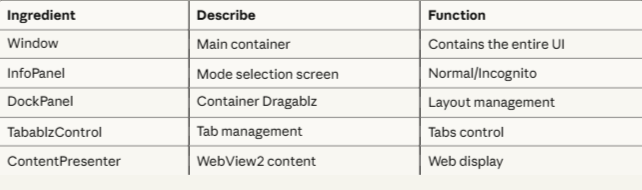 Ingredient Describe Function
Window Main container Contains the entire UI
InfoPanel Mode selection screen Normal/Incognito
DockPanel Container Dragablz Layout management
TabablzControl Tab management Tabs control
ContentPresenter WebView2 content Web display